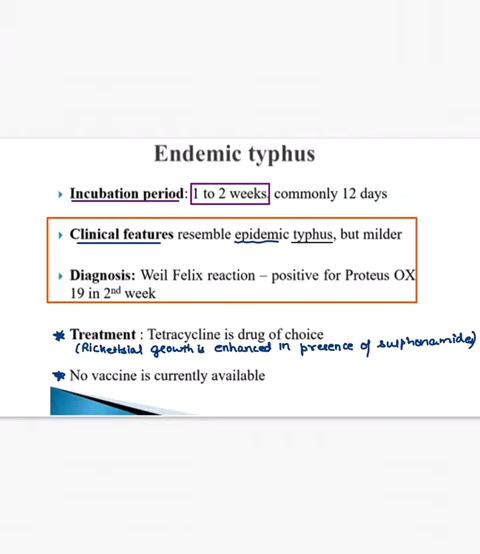 Endemic typhus
Incubation period: 1 to 2 weeks, commonly 12 days
Clinical features resemble epidemic typhus, but milder
Diagnosis: Weil Felix reaction – positive for Proteus OX
19 in 2nd week
Treatment : Tetracycline is drug of choice
(Rickettsial growth is enhanced in presence of sulphonamides)
No vaccine is currently available